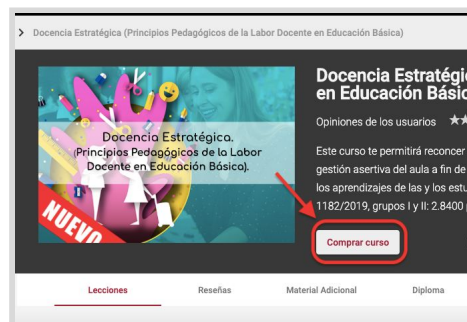 Docencia Estratégica (Principios Pedagógicos de la Labor Docente en Educación Básica)
Docencia Estratégica.
(Principios Pedagógicos de la Labor
Docente en Educación Básica).
NUEVO
Docencia Estratégi
en Educación Básic
Opiniones de los usuarios
Este curso te permitirá reconocer
gestión asertiva del aula a fin de
los aprendizajes de las y los estu
1182/2019, grupos I y II: 2.8400
Comprar curso
Lecciones
Reseñas
Material Adicional
Diploma